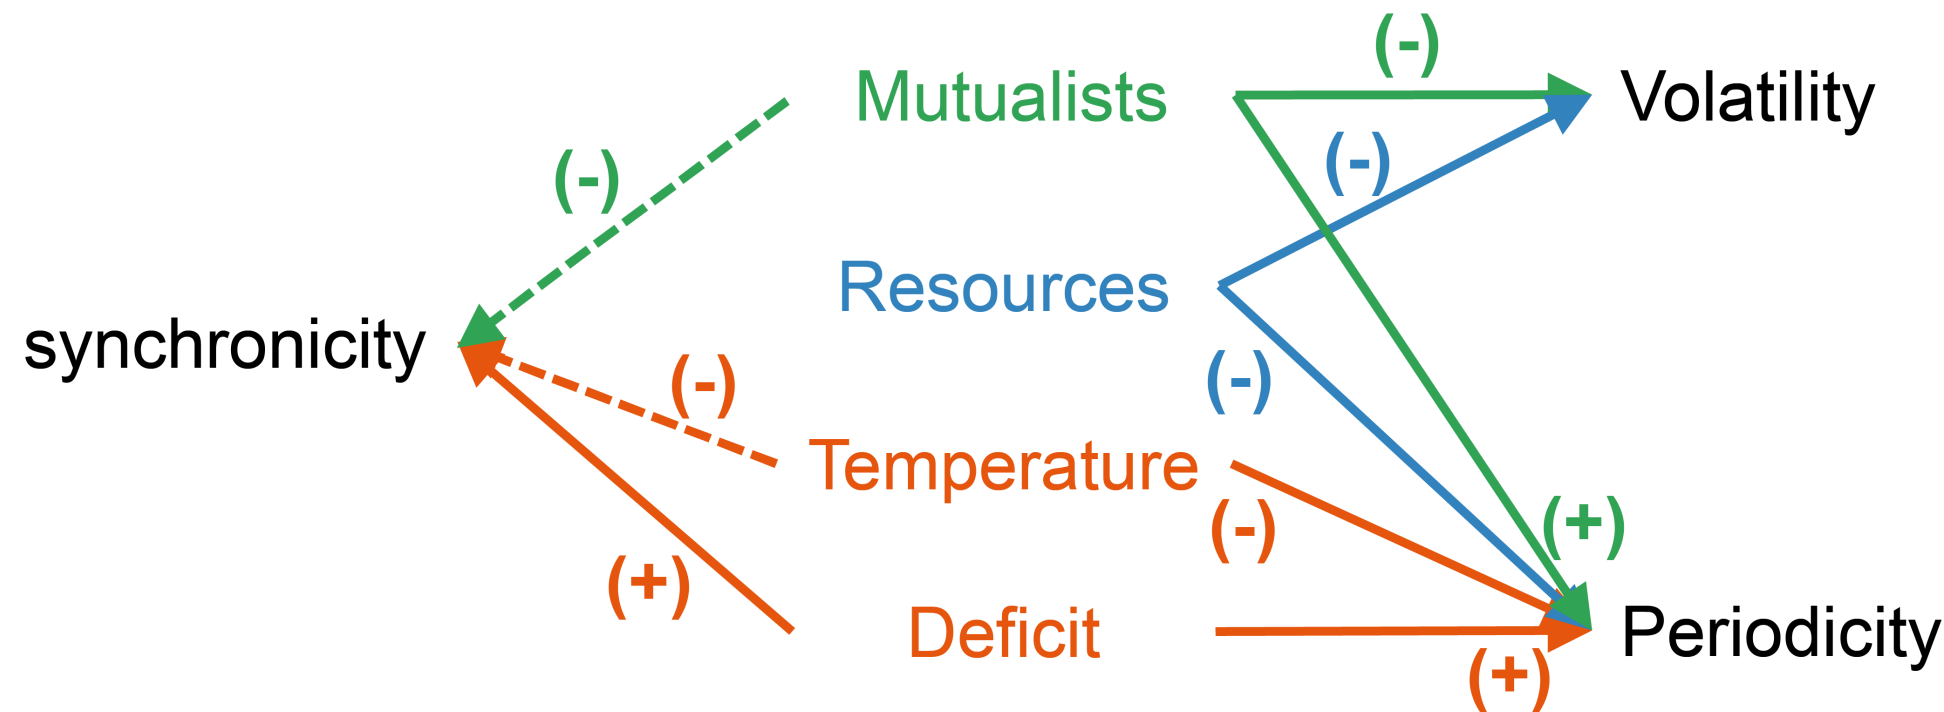 (-)
Mutualists
Volatility
(-)
(-)
Resources
synchronicity
(-)
(-)
Temperature
(-)
(+)
(+)
Deficit
Periodicity
(+)